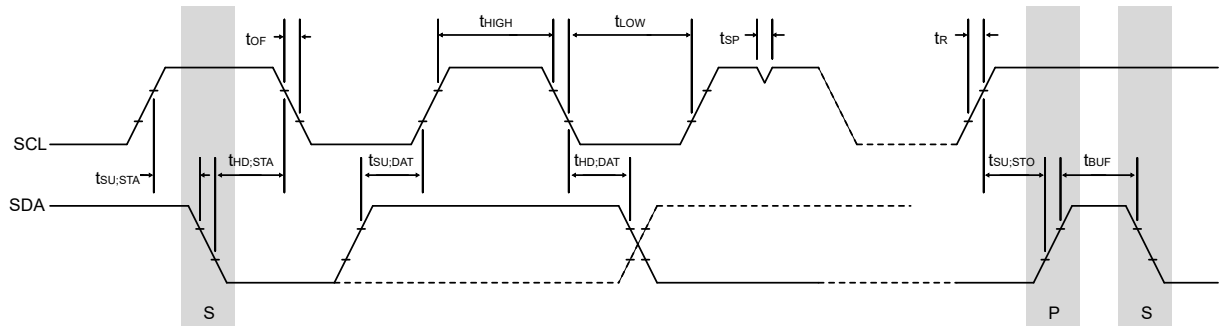 tOF
tHIGH
tLOW
tSP
tR
SCL
tSU;STA
tHD;STA
tSU;DAT
tHD;DAT
tSU;STO
tBUF
SDA
S
P
S